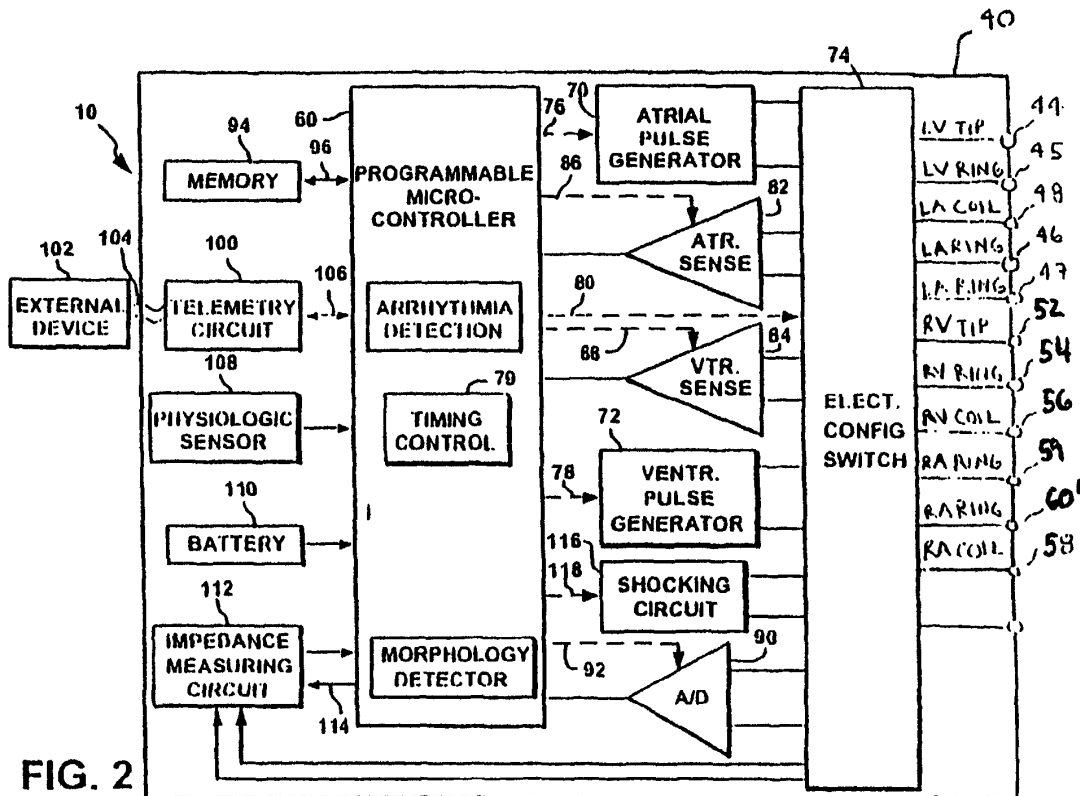 40
74
10
94
MEMORY
96
60
PROGRAMMABLE
MICRO-
CONTROLLER
76
70
ATRIAL
PULSE
GENERATOR
86
82
ATR.
SENSE
102
EXTERNAL
DEVICE
104
100
TELEMETRY
CIRCUIT
106
ARRHYTHMIA
DETECTION
80
88
84
VTR.
SENSE
108
PHYSIOLOGIC
SENSOR
79
TIMING
CONTROL
72
VENTR.
PULSE
GENERATOR
78
110
BATTERY
116
118
SHOCKING
CIRCUIT
112
IMPEDANCE
MEASURING
CIRCUIT
114
MORPHOLOGY
DETECTOR
92
90
A/D
ELECT.
CONFIG
SWITCH
LV TIP
44
LV RING
45
LA COIL
48
LA RING
46
LA RING
47
RV TIP
52
RV RING
54
RV COIL
56
RA RING
59
RA RING
60'
RA COIL
58
FIG. 2